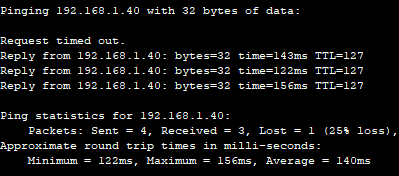 Pinging 192.168.1.40 with 32 bytes of data:
Request timed out.
Reply from 192.168.1.40: bytes=32 time=143ms TTL=127
Reply from 192.168.1.40: bytes=32 time=122ms TTL=127
Reply from 192.168.1.40: bytes=32 time=156ms TTL=127
Ping statistics for 192.168.1.40:
Packets: Sent = 4, Received = 3, Lost = 1 (25% loss),
Approximate round trip times in milli-seconds:
Minimum = 122ms, Maximum = 156ms, Average = 140ms